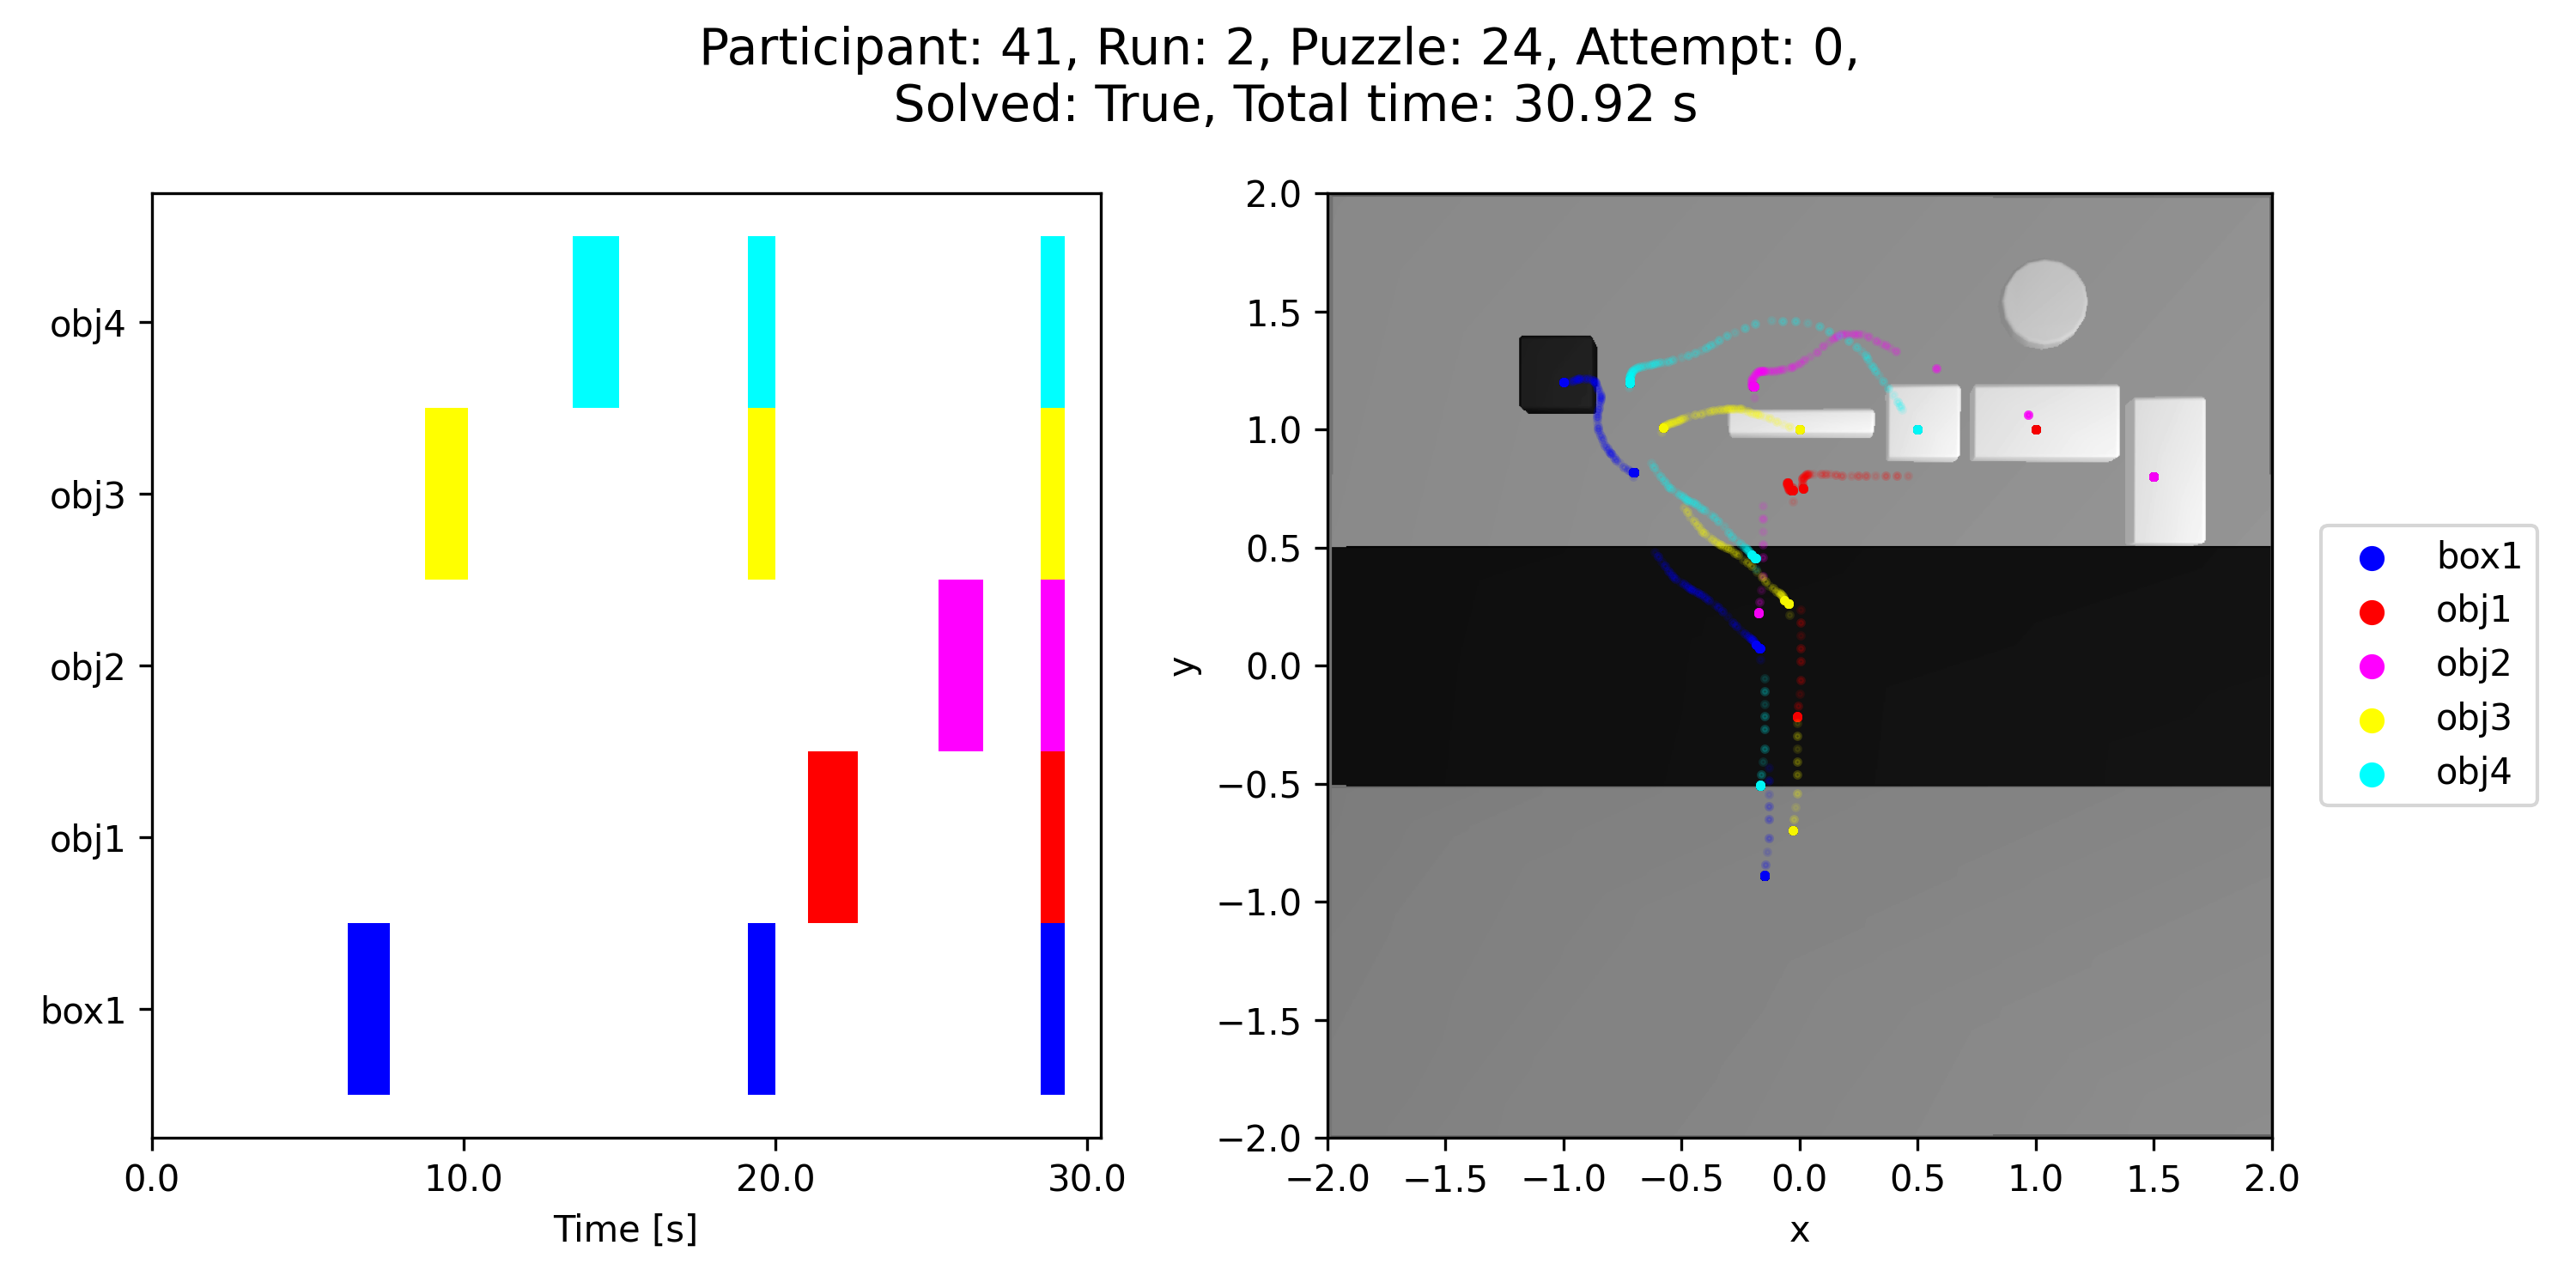 Participant: 41, Run: 2, Puzzle: 24, Attempt: 0,
Solved: True, Total time: 30.92 s
obj4
obj3
obj2
obj1
box1
0.0 10.0 20.0 30.0
Time [s]
2.0
1.5
1.0
0.5
0.0
−0.5
−1.0
−1.5
−2.0
y
−2.0 −1.5 −1.0 −0.5 0.0 0.5 1.0 1.5 2.0
x
box1
obj1
obj2
obj3
obj4